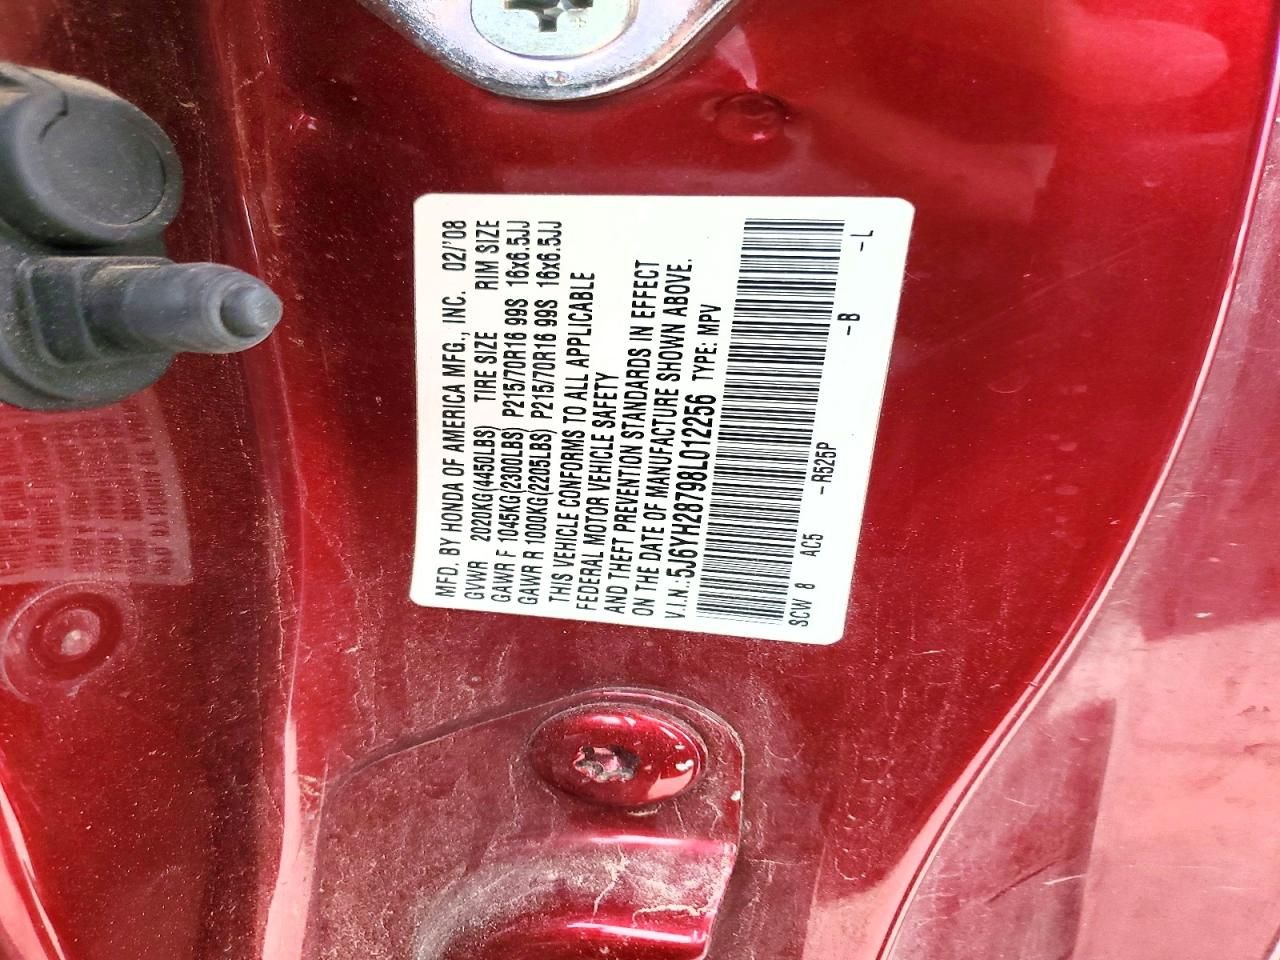 MFD. BY HONDA OF AMERICA MFG., INC. 02/'08
GVWR 2020KG(4450LBS) TIRE SIZE RIM SIZE
GAWR F 1045KG(2300LBS) P215/70R16 99S 16x6.5JJ
GAWR R 1000KG(2205LBS) P215/70R16 99S 16x6.5JJ
THIS VEHICLE CONFORMS TO ALL APPLICABLE
FEDERAL MOTOR VEHICLE SAFETY
AND THEFT PREVENTION STANDARDS IN EFFECT
ON THE DATE OF MANUFACTURE SHOWN ABOVE.
V.I.N.:5J6YH28798L012256 TYPE: MPV
SCW 8 AC5 -R525P -B -L